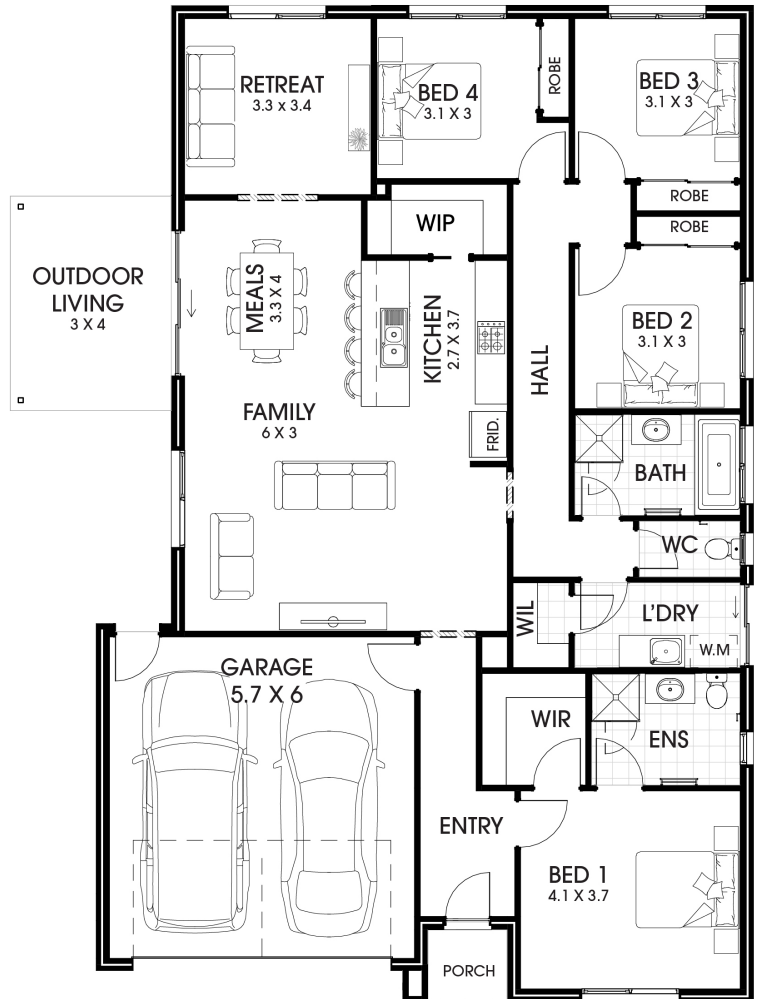 RETREAT
3.3 x 3.4
BED 4
3.1 X 3
ROBE
BED 3
3.1 X 3
ROBE
ROBE
WIP
OUTDOOR
LIVING
3 X 4
MEALS
3.3 X 4
KITCHEN
2.7 X 3.7
HALL
BED 2
3.1 X 3
FAMILY
6 X 3
FRID.
BATH
WC
WIL
L'DRY
W.M
GARAGE
5.7 X 6
WIR
ENS
ENTRY
BED 1
4.1 X 3.7
PORCH